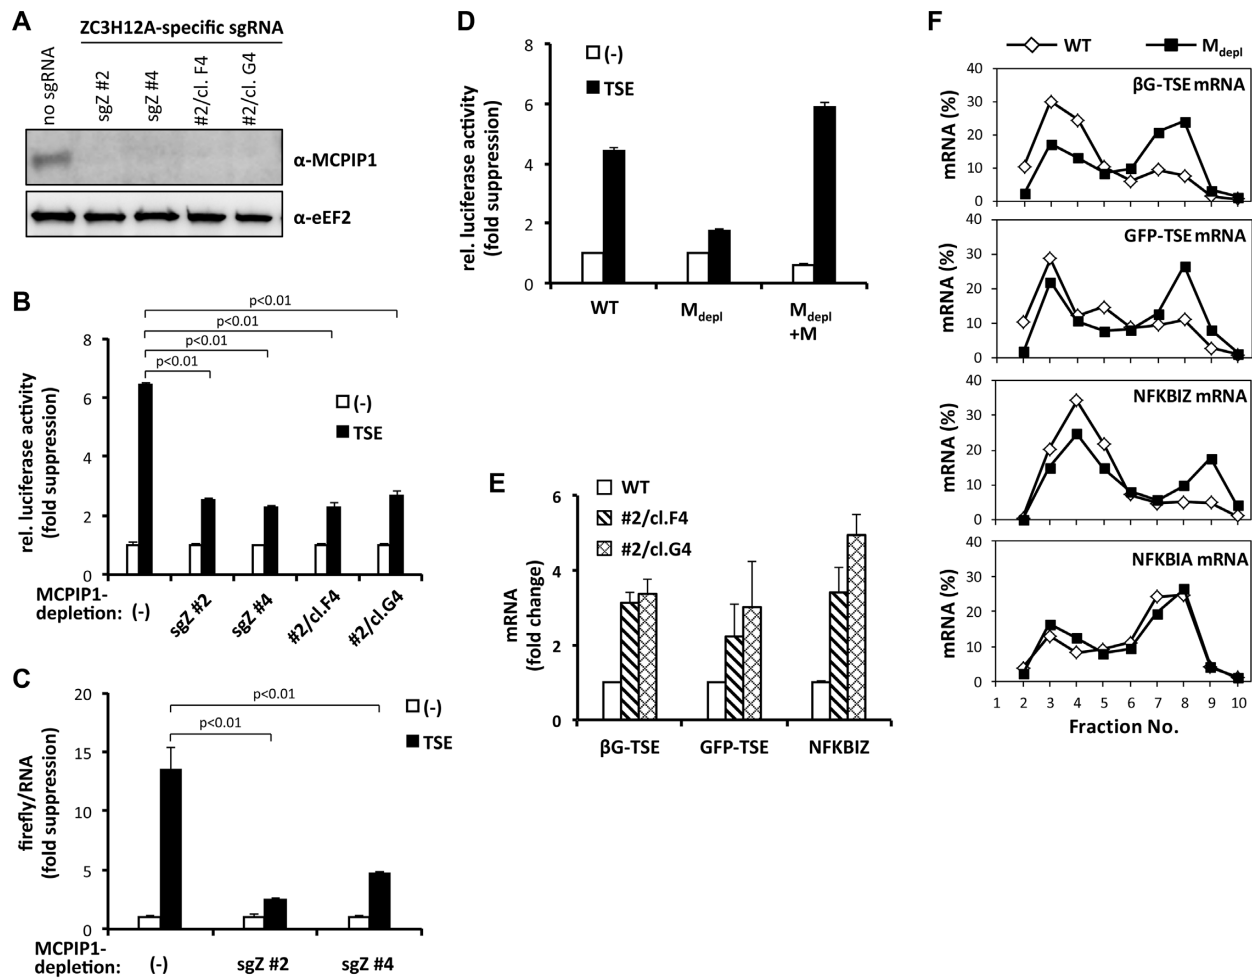 A
ZC3H12A-specific sgRNA
no sgRNA
sgZ #2
sgZ #4
#2/cl. F4
#2/cl. G4
α-MCPIP1
α-eEF2
B
p<0.01
p<0.01
p<0.01
p<0.01
rel. luciferase activity
(fold suppression)
8
6
4
2
0
(-)
TSE
MCPIP1-
depletion:
(-)
sgZ #2
sgZ #4
#2/cl.F4
#2/cl.G4
C
firefly/RNA
(fold suppression)
20
15
10
5
0
p<0.01
p<0.01
(-)
TSE
MCPIP1-
depletion:
(-)
sgZ #2
sgZ #4
D
rel. luciferase activity
(fold suppression)
8
6
4
2
0
(-)
TSE
WT
Mdepl
Mdepl
+M
E
mRNA
(fold change)
6
4
2
0
WT
#2/cl.F4
#2/cl.G4
βG-TSE
GFP-TSE
NFKBIZ
F
WT
Mdepl
βG-TSE mRNA
mRNA (%)
40
30
20
10
0
GFP-TSE mRNA
mRNA (%)
40
30
20
10
0
NFKBIZ mRNA
mRNA (%)
40
30
20
10
0
NFKBIA mRNA
mRNA (%)
40
30
20
10
0
1 2 3 4 5 6 7 8 9 10
Fraction No.